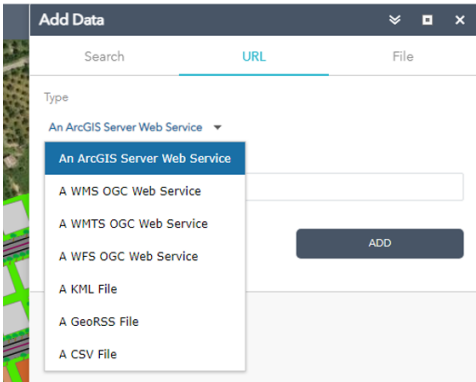 Add Data
Search
URL
File
Type
An ArcGIS Server Web Service
An ArcGIS Server Web Service
A WMS OGC Web Service
A WMTS OGC Web Service
A WFS OGC Web Service
A KML File
A GeoRSS File
A CSV File
ADD